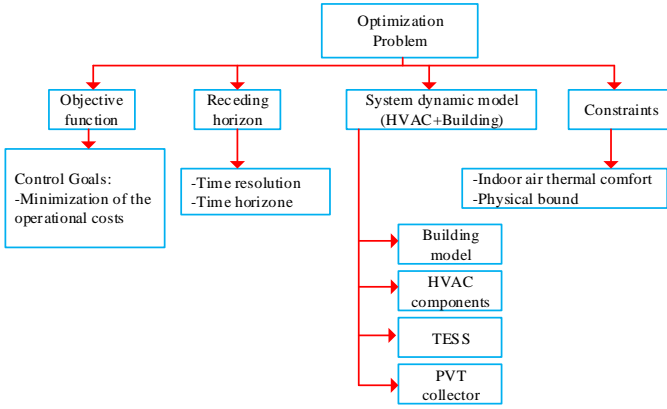 Optimization
Problem
Objective
function
Receding
horizon
System dynamic model
(HVAC+Building)
Constraints
Control Goals:
-Minimization of the
operational costs
-Time resolution
-Time horizone
-Indoor air thermal comfort
-Physical bound
Building
model
HVAC
components
TESS
PVT
collector